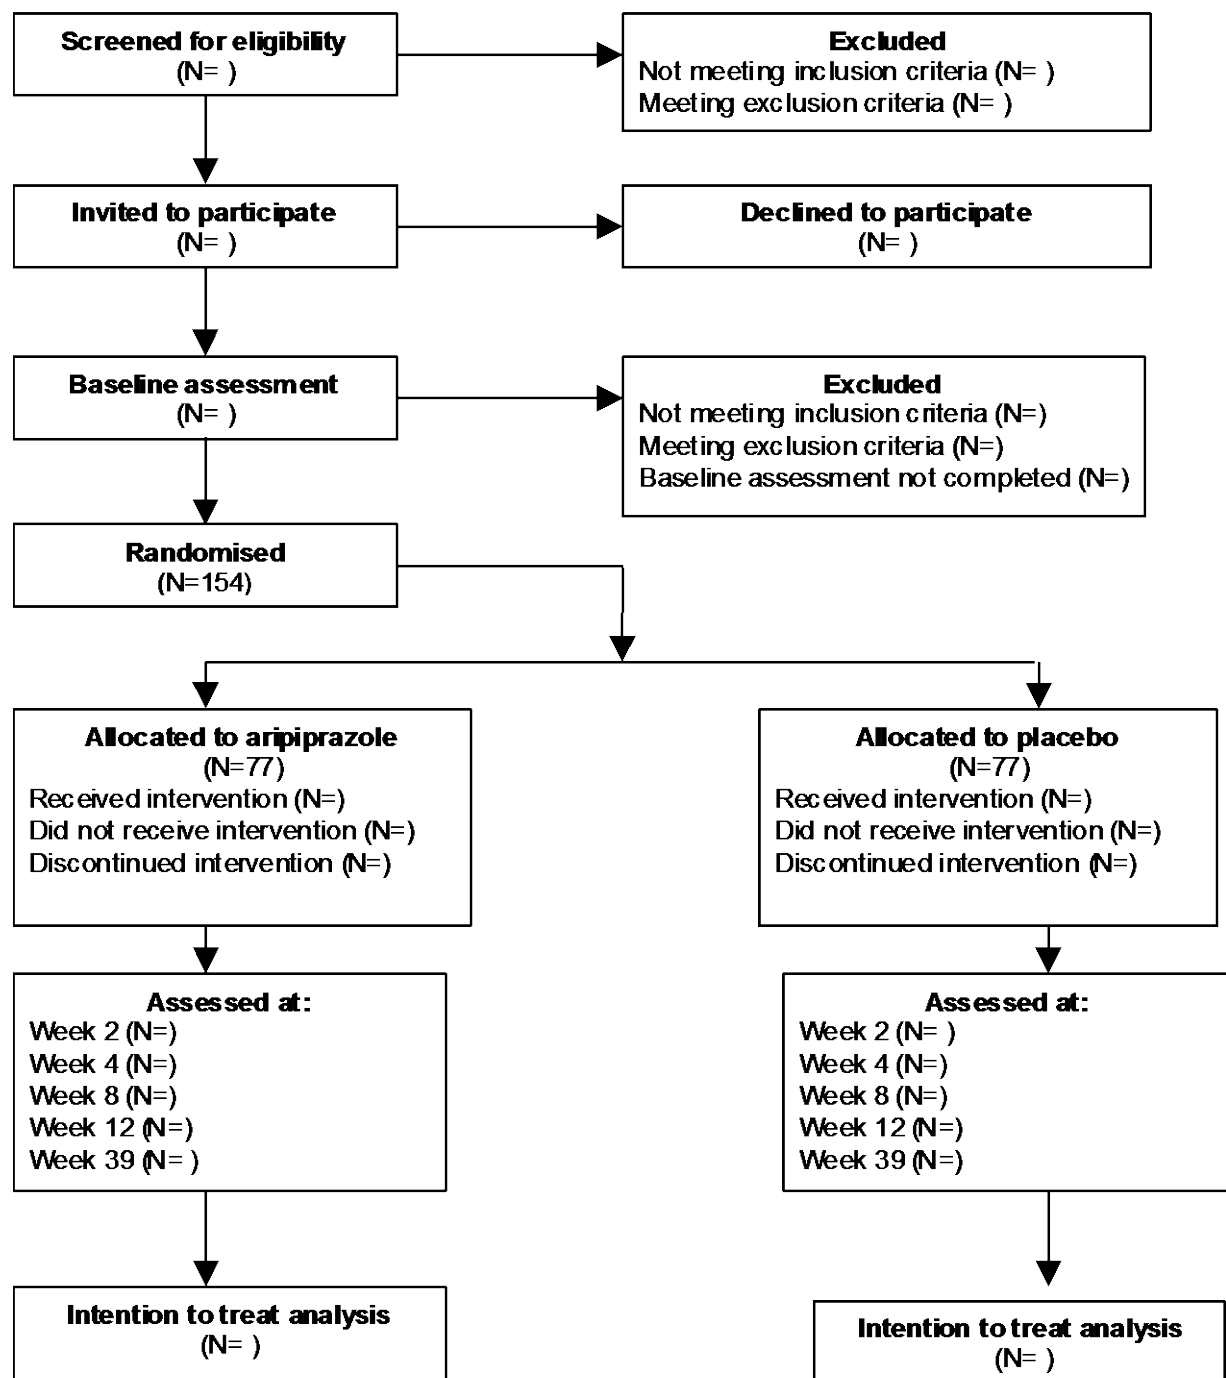 Screened for eligibility
(N= )
Excluded
Not meeting inclusion criteria (N= )
Meeting exclusion criteria (N= )
Invited to participate
(N= )
Declined to participate
(N= )
Baseline assessment
(N= )
Excluded
Not meeting inclusion criteria (N=)
Meeting exclusion criteria (N=)
Baseline assessment not completed (N=)
Randomised
(N=154)
Allocated to aripiprazole
(N=77)
Received intervention (N=)
Did not receive intervention (N=)
Discontinued intervention (N=)
Allocated to placebo
(N=77)
Received intervention (N=)
Did not receive intervention (N=)
Discontinued intervention (N=)
Assessed at:
Week 2 (N=)
Week 4 (N=)
Week 8 (N=)
Week 12 (N=)
Week 39 (N= )
Assessed at:
Week 2 (N= )
Week 4 (N=)
Week 8 (N=)
Week 12 (N=)
Week 39 (N=)
Intention to treat analysis
(N= )
Intention to treat analysis
(N= )